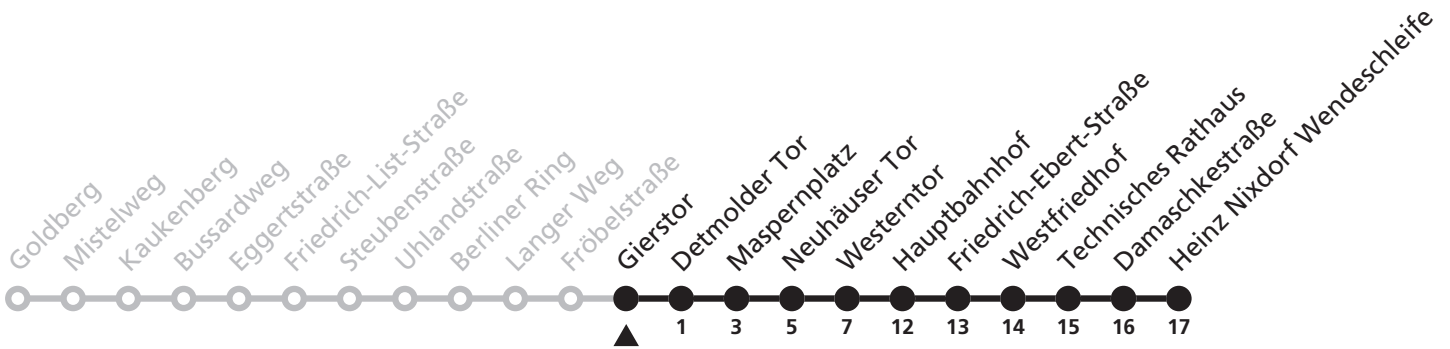 Goldberg
Mistelweg
Kaukenberg
Bussardweg
Eggertstraße
Friedrich-List-Straße
Steubenstraße
Uhlandstraße
Berliner Ring
Langer Weg
Fröbelstraße
Gierstor
Detmolder Tor
Maspernplatz
Neuhäuser Tor
Westerntor
Hauptbahnhof
Friedrich-Ebert-Straße
Westfriedhof
Technisches Rathaus
Damaschkestraße
Heinz Nixdorf Wendeschleife
1 3 5 7 12 13 14 15 16 17